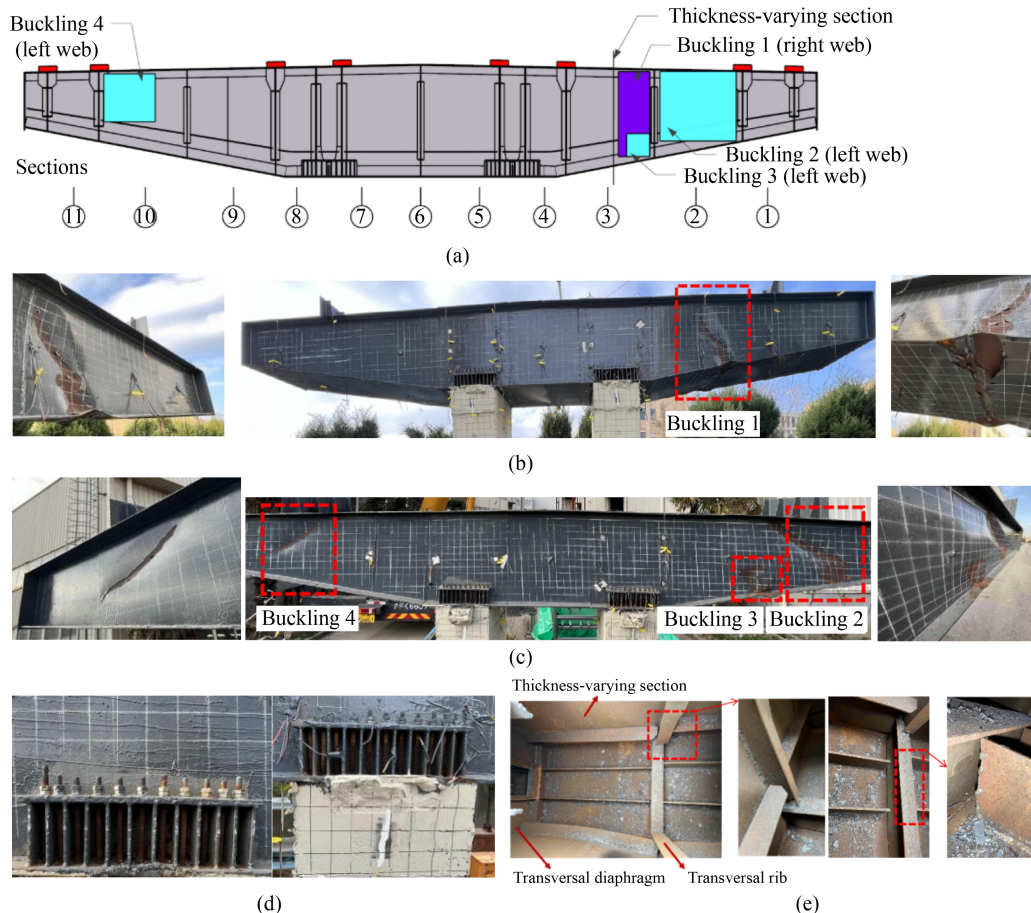 Buckling 4
(left web)
Thickness-varying section
Buckling 1 (right web)
Buckling 2 (left web)
Buckling 3 (left web)
Sections
⑪ ⑩ ⑨ ⑧ ⑦ ⑥ ⑤ ④ ③ ② ①
(a)
Buckling 1
(b)
Buckling 4
Buckling 3
Buckling 2
(c)
Thickness-varying section
Transversal diaphragm
Transversal rib
(d)
(e)